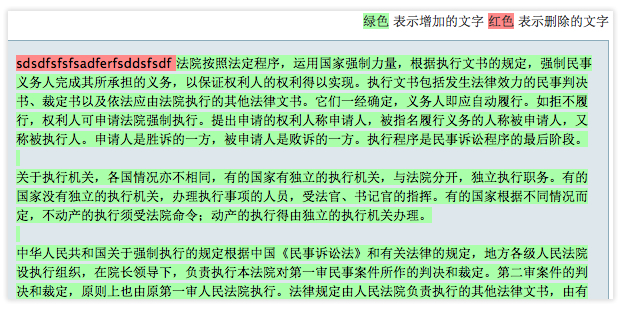 绿色 表示增加的文字 红色 表示删除的文字
sdsdfsfsfsadferfsddsfsdf 法院按照法定程序，运用国家强制力量，根据执行文书的规定，强制民事
义务人完成其所承担的义务，以保证权利人的权利得以实现。执行文书包括发生法律效力的民事判决
书、裁定书以及依法应由法院执行的其他法律文书。它们一经确定，义务人即应自动履行。如拒不履
行，权利人可申请法院强制执行。提出申请的权利人称申请人，被指名履行义务的人称被申请人，又
称被执行人。申请人是胜诉的一方，被申请人是败诉的一方。执行程序是民事诉讼程序的最后阶段。
关于执行机关，各国情况亦不相同，有的国家有独立的执行机关，与法院分开，独立执行职务。有的
国家没有独立的执行机关，办理执行事项的人员，受法官、书记官的指挥。有的国家根据不同情况而
定，不动产的执行须受法院命令；动产的执行得由独立的执行机关办理。
中华人民共和国关于强制执行的规定根据中国《民事诉讼法》和有关法律的规定，地方各级人民法院
设执行组织，在院长领导下，负责执行本法院对第一审民事案件所作的判决和裁定。第二审案件的判
决和裁定，原则上也由原第一审人民法院执行。法律规定由人民法院负责执行的其他法律文书，由有